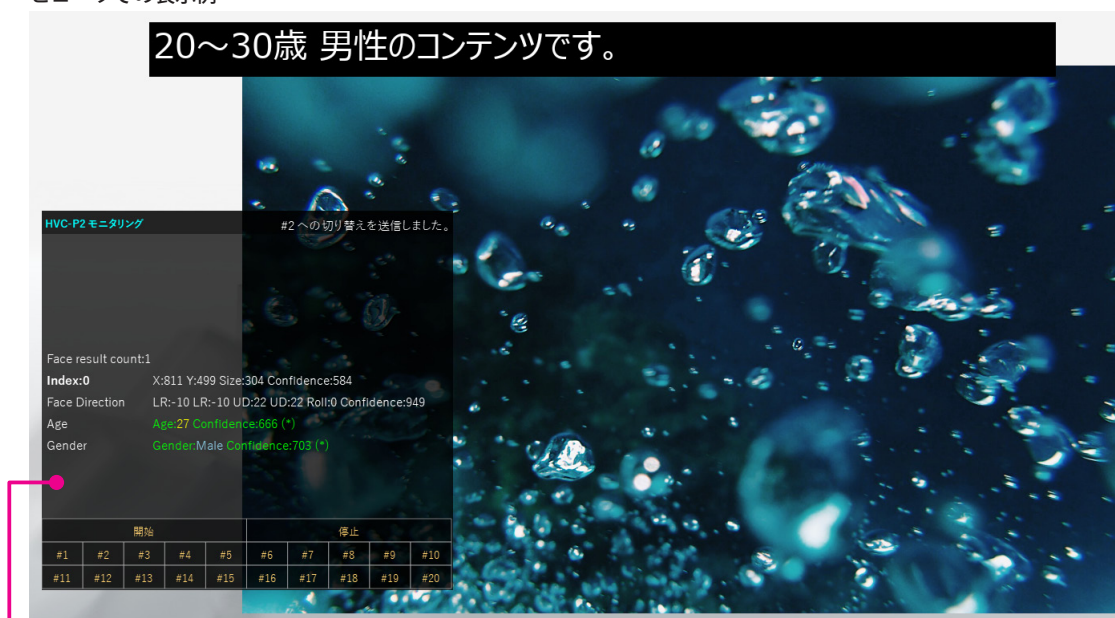 20～30歳 男性のコンテンツです。
HVC-P2 モニタリング #2 への切り替えを送信しました。
Face result count:1
Index:0 X:811 Y:499 Size:304 Confidence:584
Face Direction LR:-10 LR:-10 UD:22 UD:22 Roll:0 Confidence:949
Age Age:27 Confidence:666 (*)
Gender Gender:Male Confidence:703 (*)
開始 停止
#1 #2 #3 #4 #5 #6 #7 #8 #9 #10
#11 #12 #13 #14 #15 #16 #17 #18 #19 #20